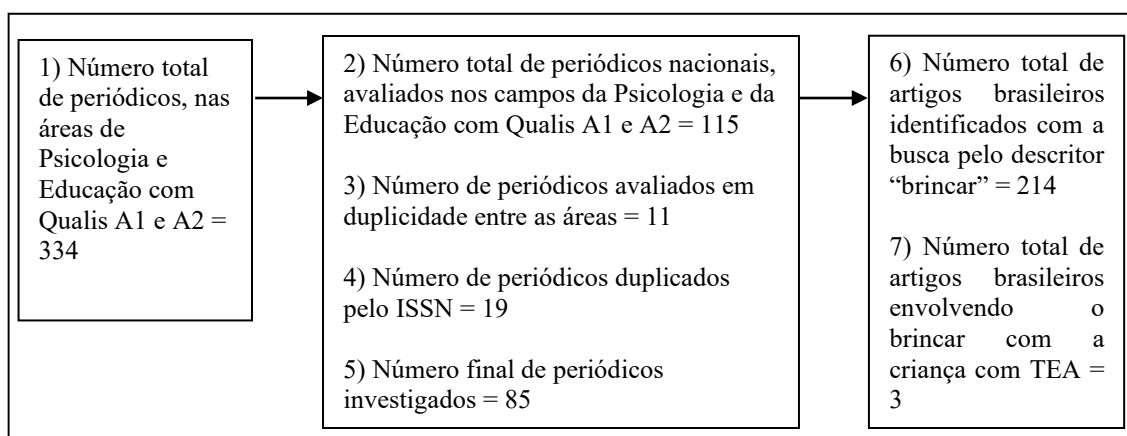 1) Número total
de periódicos, nas
áreas de
Psicologia e
Educação com
Qualis A1 e A2 =
334
2) Número total de periódicos nacionais,
avaliados nos campos da Psicologia e da
Educação com Qualis A1 e A2 = 115
3) Número de periódicos avaliados em
duplicidade entre as áreas = 11
4) Número de periódicos duplicados
pelo ISSN = 19
5) Número final de periódicos
investigados = 85
6) Número total de
artigos brasileiros
identificados com a
busca pelo descritor
“brincar” = 214
7) Número total de
artigos brasileiros
envolvendo o
brincar com a
criança com TEA =
3